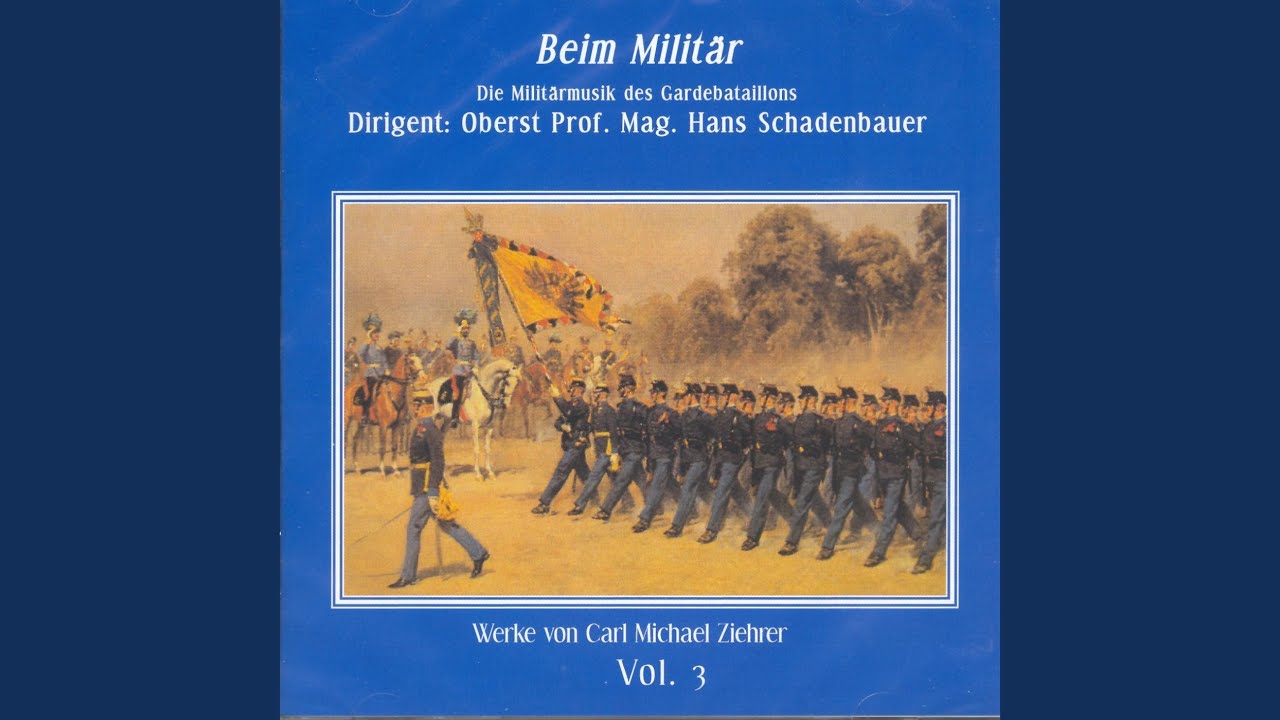 Beim Militär
Die Militärmusik des Gardebataillons
Dirigent: Oberst Prof. Mag. Hans Schadenbauer
Werke von Carl Michael Ziehrer
Vol. 3